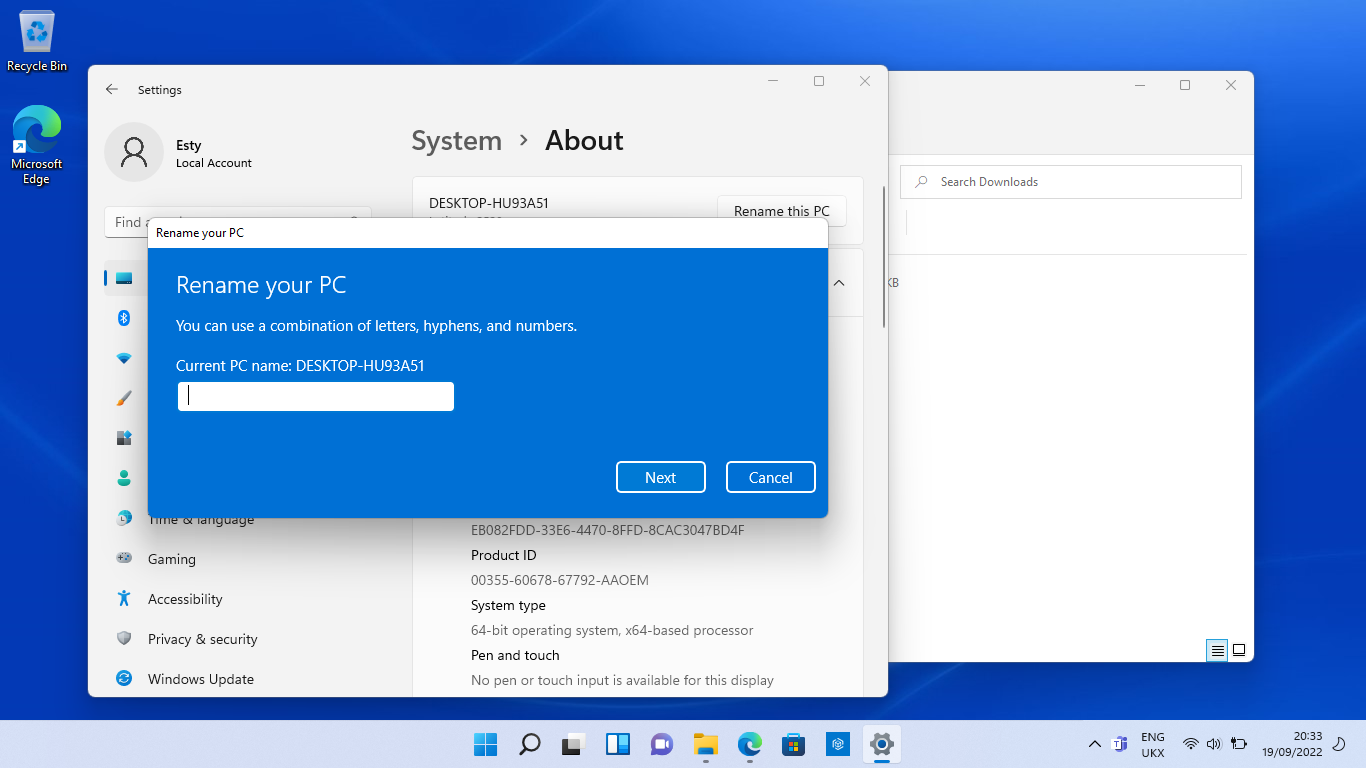 Recycle Bin
Microsoft
Edge
Settings
Esty
Local Account
System > About
DESKTOP-HU93A51
Rename this PC
Find a
Rename your PC
Rename your PC
You can use a combination of letters, hyphens, and numbers.
Current PC name: DESKTOP-HU93A51
Next
Cancel
Time & language
Gaming
Accessibility
Privacy & security
Windows Update
EB082FDD-33E6-4470-8FFD-8CAC3047BD4F
Product ID
00355-60678-67792-AAOEM
System type
64-bit operating system, x64-based processor
Pen and touch
No pen or touch input is available for this display
Search Downloads
KB
ENG
UKX
20:33
19/09/2022